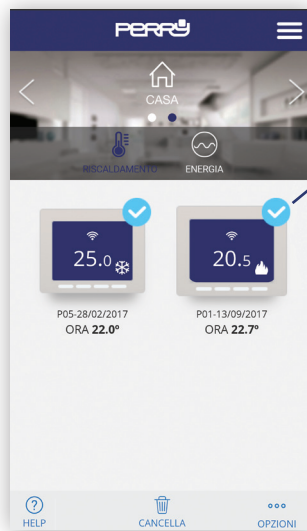 PERRY
CASA
RISCALDAMENTO
ENERGIA
25.0
20.5
P05-28/02/2017
P01-13/09/2017
ORA 22.0°
ORA 22.7°
HELP
CANCELLA
OPZIONI